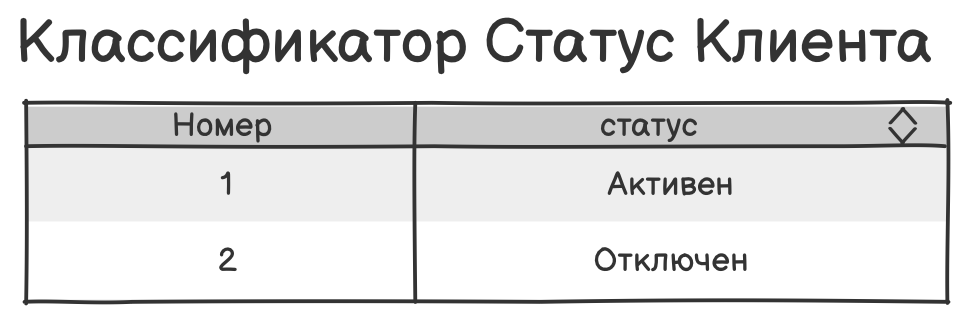 Классификатор Статус Клиента
Номер статус
1 Активен
2 Отключен